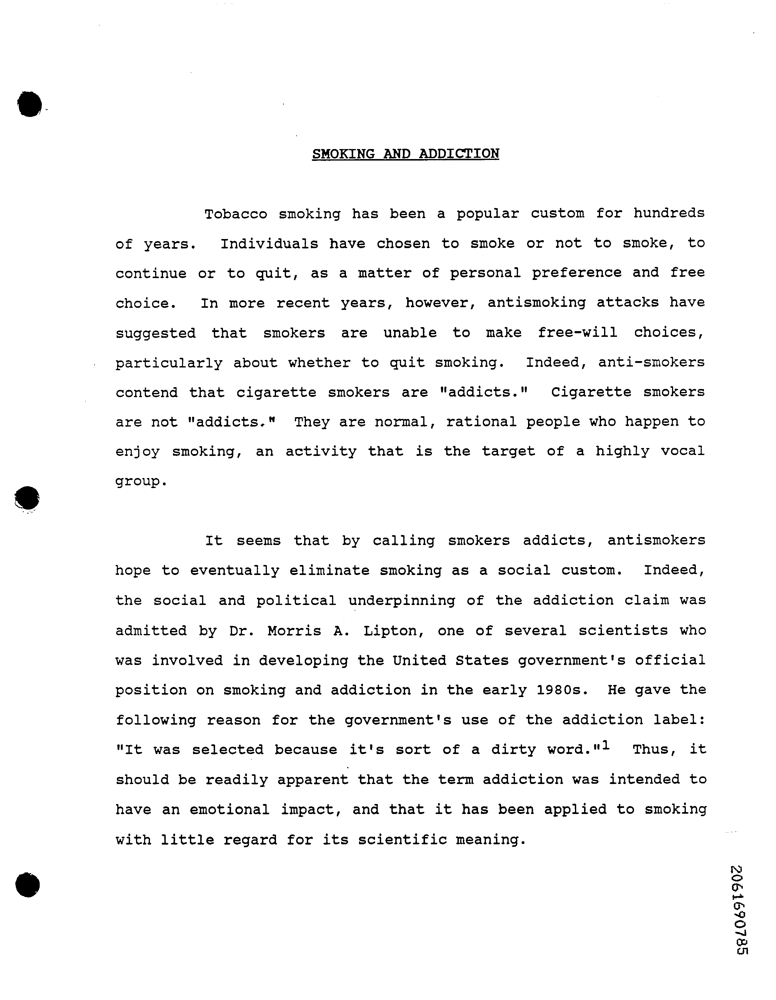 SMOKING AND ADDICTION
Tobacco smoking has been a popular custom for hundreds
of years. Individuals have chosen to smoke or not to smoke, to
continue or to quit, as a matter of personal preference and free
choice. In more recent years, however, antismoking attacks have
suggested that smokers are unable to make free-will choices,
particularly about whether to quit smoking. Indeed, anti-smokers
contend that cigarette smokers are "addicts." Cigarette smokers
are not "addicts." They are normal, rational people who happen to
enjoy smoking, an activity that is the target of a highly vocal
group.
It seems that by calling smokers addicts, antismokers
hope to eventually eliminate smoking as a social custom. Indeed,
the social and political underpinning of the addiction claim was
admitted by Dr. Morris A. Lipton, one of several scientists who
was involved in developing the United States government's official
position on smoking and addiction in the early 1980s. He gave the
following reason for the government's use of the addiction label:
"It was selected because it's sort of a dirty word."1 Thus, it
should be readily apparent that the term addiction was intended to
have an emotional impact, and that it has been applied to smoking
with little regard for its scientific meaning.
2061690785